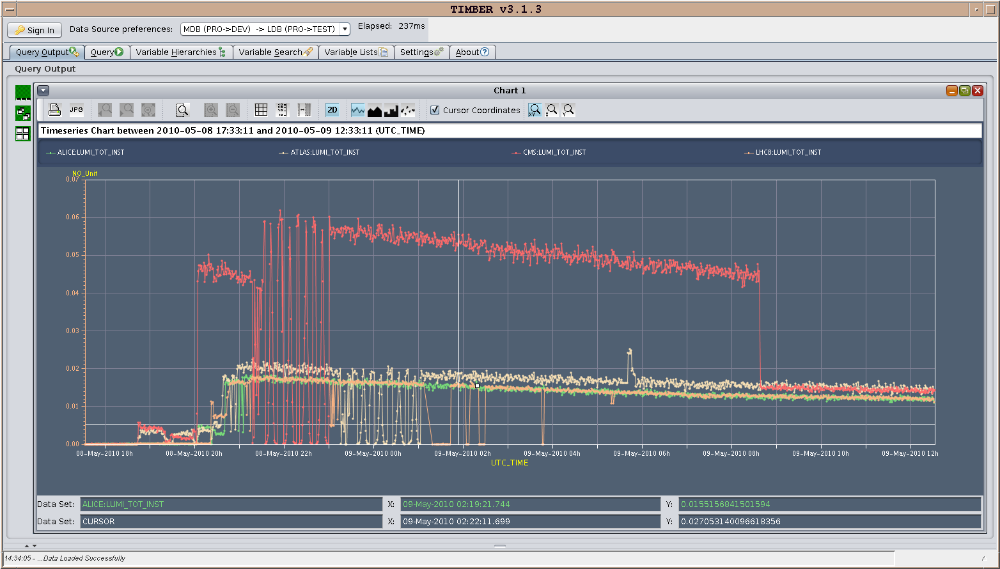 TIMBER v3.1.3
Sign In Data Source preferences: MDB (PRO->DEV) -> LDB (PRO->TEST) Elapsed: 237ms
Query Output Query Variable Hierarchies Variable Search Variable Lists Settings About
Query Output
Chart 1
JPG 2D Cursor Coordinates XY X Y
Timeseries Chart between 2010-05-08 17:33:11 and 2010-05-09 12:33:11 (UTC_TIME)
ALICE:LUMI_TOT_INST ATLAS:LUMI_TOT_INST CMS:LUMI_TOT_INST LHCB:LUMI_TOT_INST
NO_Unit
0.07
0.06
0.05
0.04
0.03
0.02
0.01
0.00
08-May-2010 18h 08-May-2010 20h 08-May-2010 22h 09-May-2010 00h 09-May-2010 02h 09-May-2010 04h 09-May-2010 06h 09-May-2010 08h 09-May-2010 10h 09-May-2010 12h
UTC_TIME
Data Set: ALICE:LUMI_TOT_INST X: 09-May-2010 02:19:21.744 Y: 0.0155156841501594
Data Set: CURSOR X: 09-May-2010 02:22:11.699 Y: 0.027053140096618356
14:34:05 - ...Data Loaded Successfully /